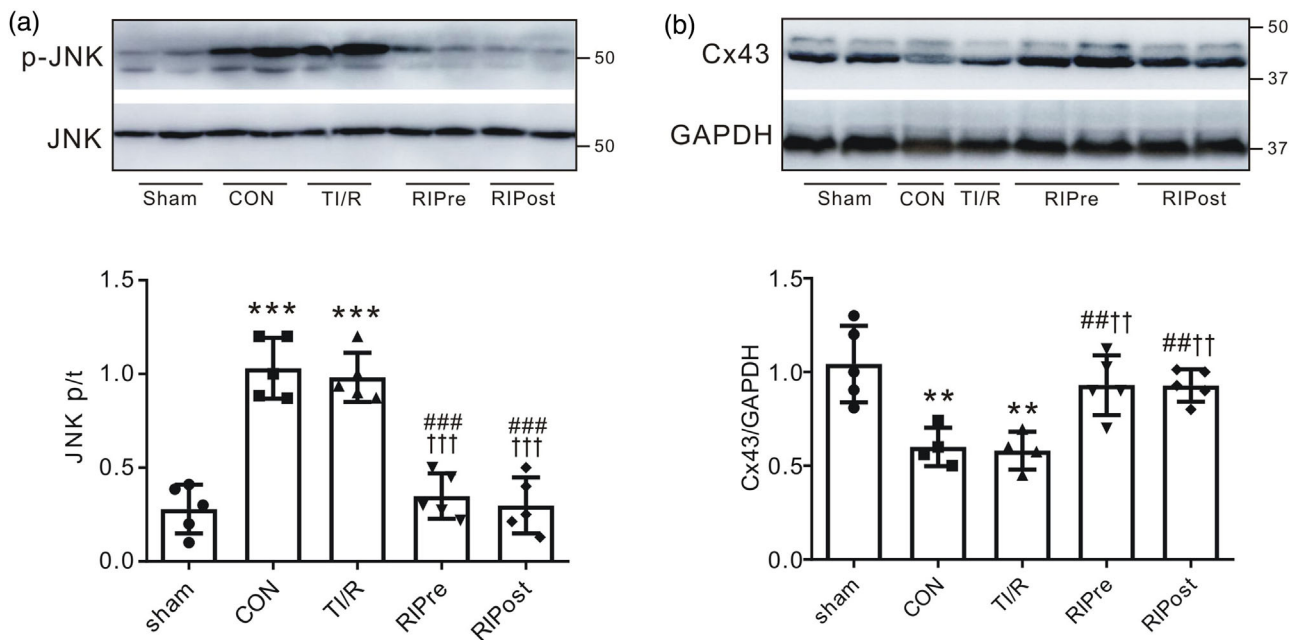 (a)
p-JNK
50
JNK
50
Sham CON TI/R RIPre RIPost
JNK p/t
1.5
1.0
0.5
0.0
*** ***
### ###
††† †††
sham CON TI/R RIPre RIPost
(b)
50
Cx43
37
GAPDH
37
Sham CON TI/R RIPre RIPost
Cx43/GAPDH
1.5
1.0
0.5
0.0
** ** ##†† ##††
sham CON TI/R RIPre RIPost